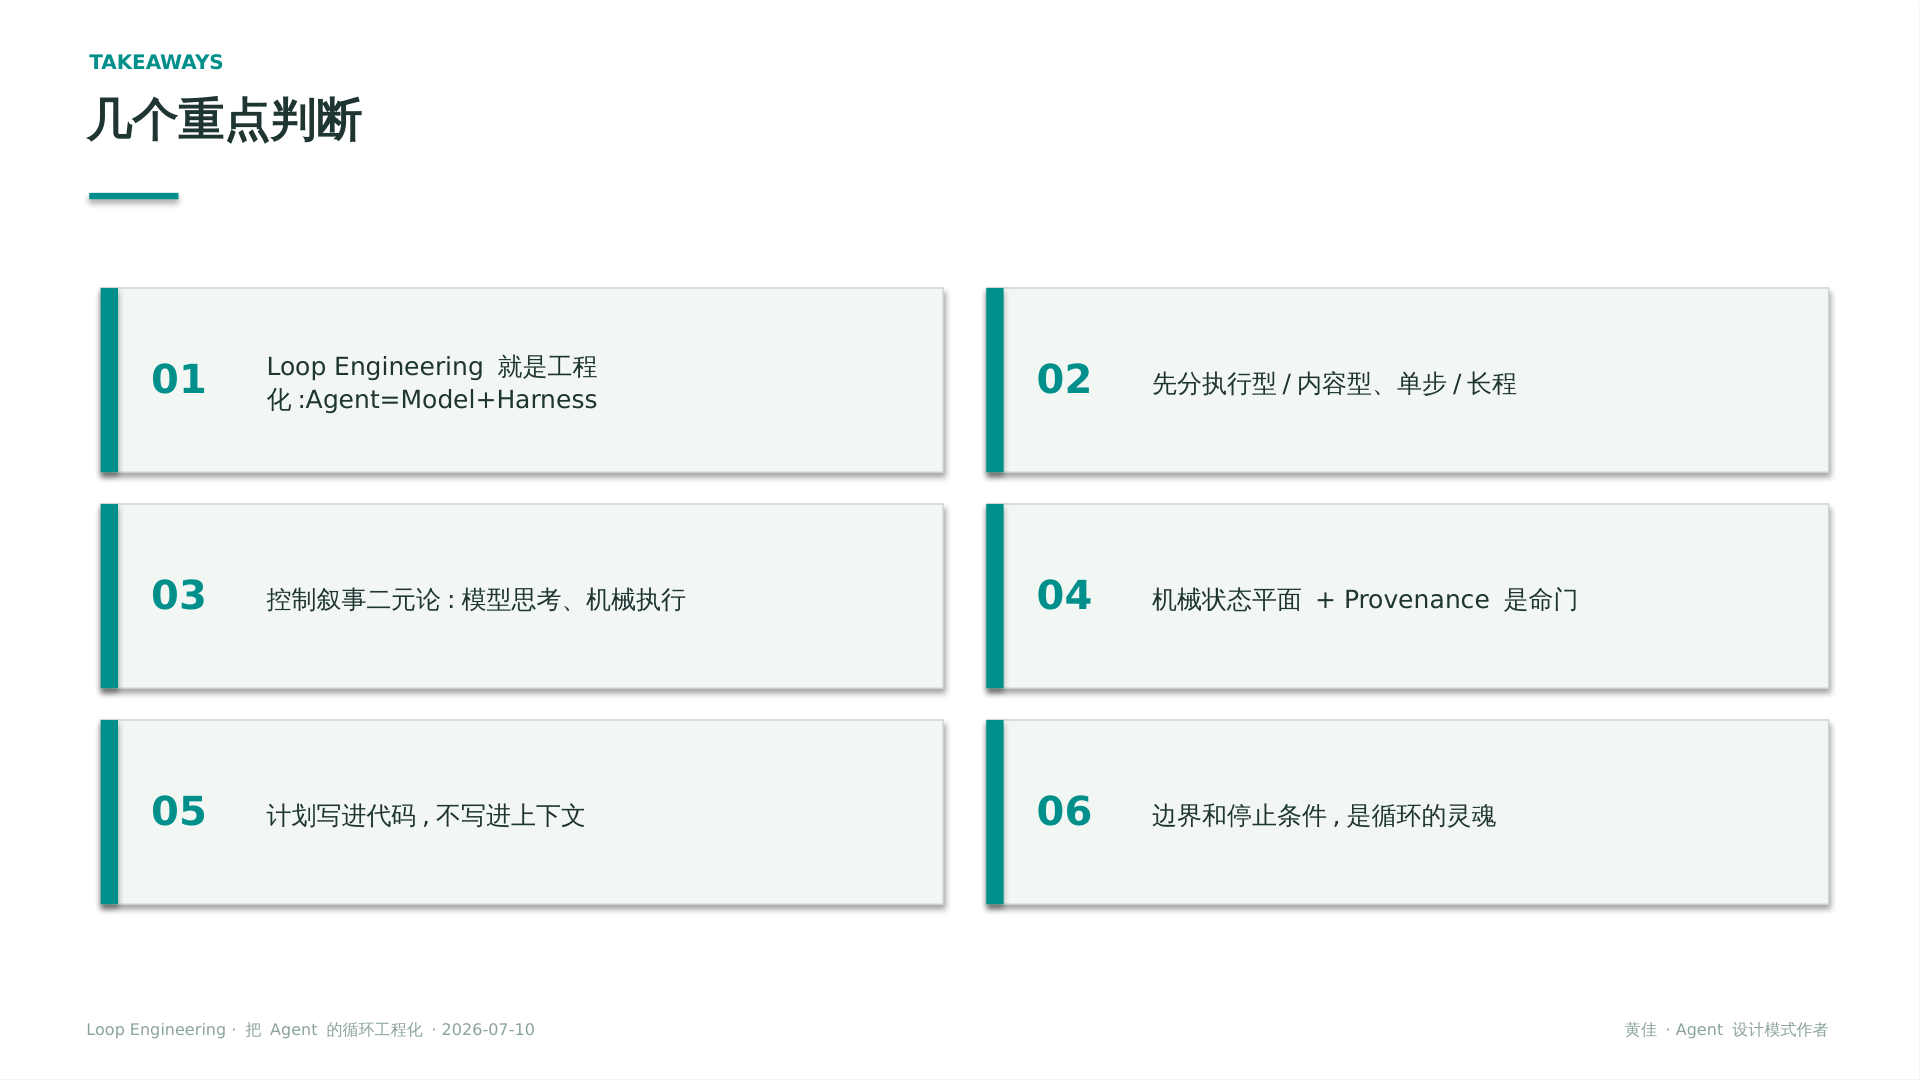 TAKEAWAYS
几个重点判断
01
Loop Engineering 就是工程
化:Agent=Model+Harness
02
先分执行型/内容型、单步/长程
03
控制叙事二元论:模型思考、机械执行
04
机械状态平面 + Provenance 是命门
05
计划写进代码,不写进上下文
06
边界和停止条件,是循环的灵魂
Loop Engineering · 把 Agent 的循环工程化 · 2026-07-10
黄佳 · Agent 设计模式作者